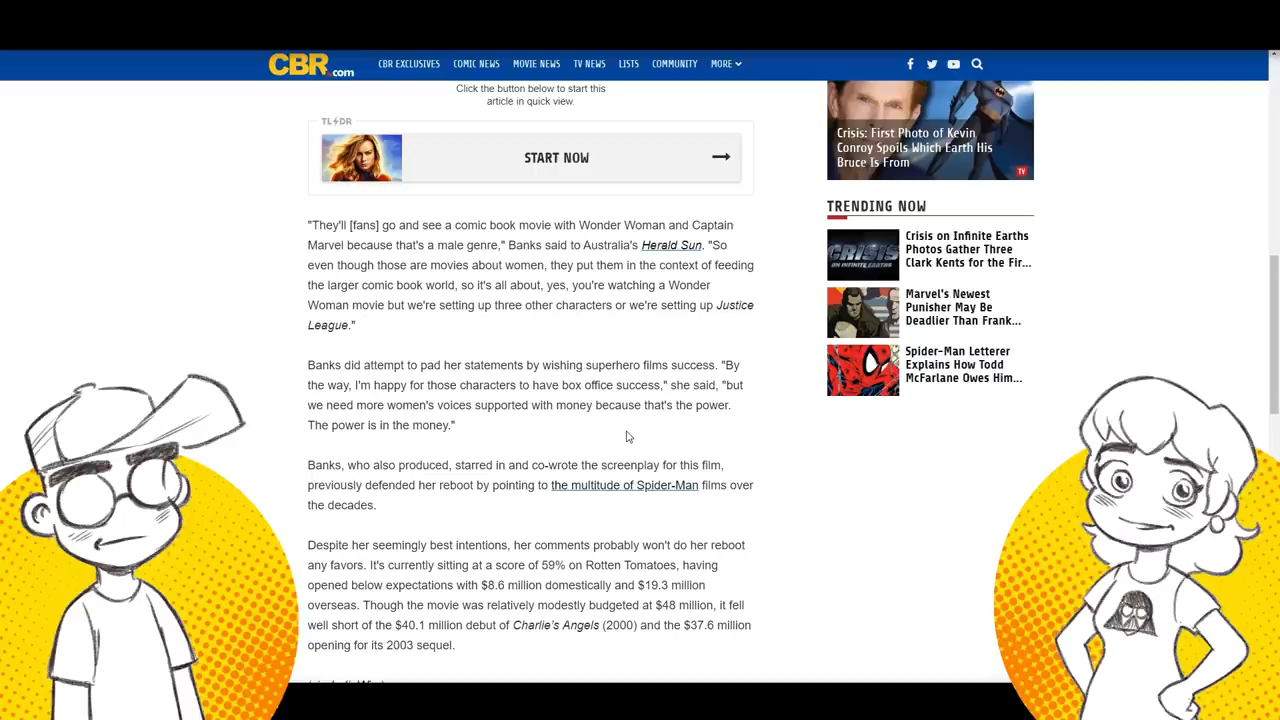 CBR.com
CBR EXCLUSIVES COMIC NEWS MOVIE NEWS TV NEWS LISTS COMMUNITY MORE
Click the button below to start this
article in quick view.
TL DR
START NOW
"They'll [fans] go and see a comic book movie with Wonder Woman and Captain
Marvel because that's a male genre," Banks said to Australia's Herald Sun. "So
even though those are movies about women, they put them in the context of feeding
the larger comic book world, so it's all about, yes, you're watching a Wonder
Woman movie but we're setting up three other characters or we're setting up Justice
League."
Banks did attempt to pad her statements by wishing superhero films success. "By
the way, I'm happy for those characters to have box office success," she said, "but
we need more women's voices supported with money because that's the power.
The power is in the money."
Banks, who also produced, starred in and co-wrote the screenplay for this film,
previously defended her reboot by pointing to the multitude of Spider-Man films over
the decades.
Despite her seemingly best intentions, her comments probably won't do her reboot
any favors. It's currently sitting at a score of 59% on Rotten Tomatoes, having
opened below expectations with $8.6 million domestically and $19.3 million
overseas. Though the movie was relatively modestly budgeted at $48 million, it fell
well short of the $40.1 million debut of Charlie's Angels (2000) and the $37.6 million
opening for its 2003 sequel.
Crisis: First Photo of Kevin
Conroy Spoils Which Earth His
Bruce Is From
TV
TRENDING NOW
CRISIS
Crisis on Infinite Earths
Photos Gather Three
Clark Kents for the Fir...
Marvel's Newest
Punisher May Be
Deadlier Than Frank...
Spider-Man Letterer
Explains How Todd
McFarlane Owes Him...